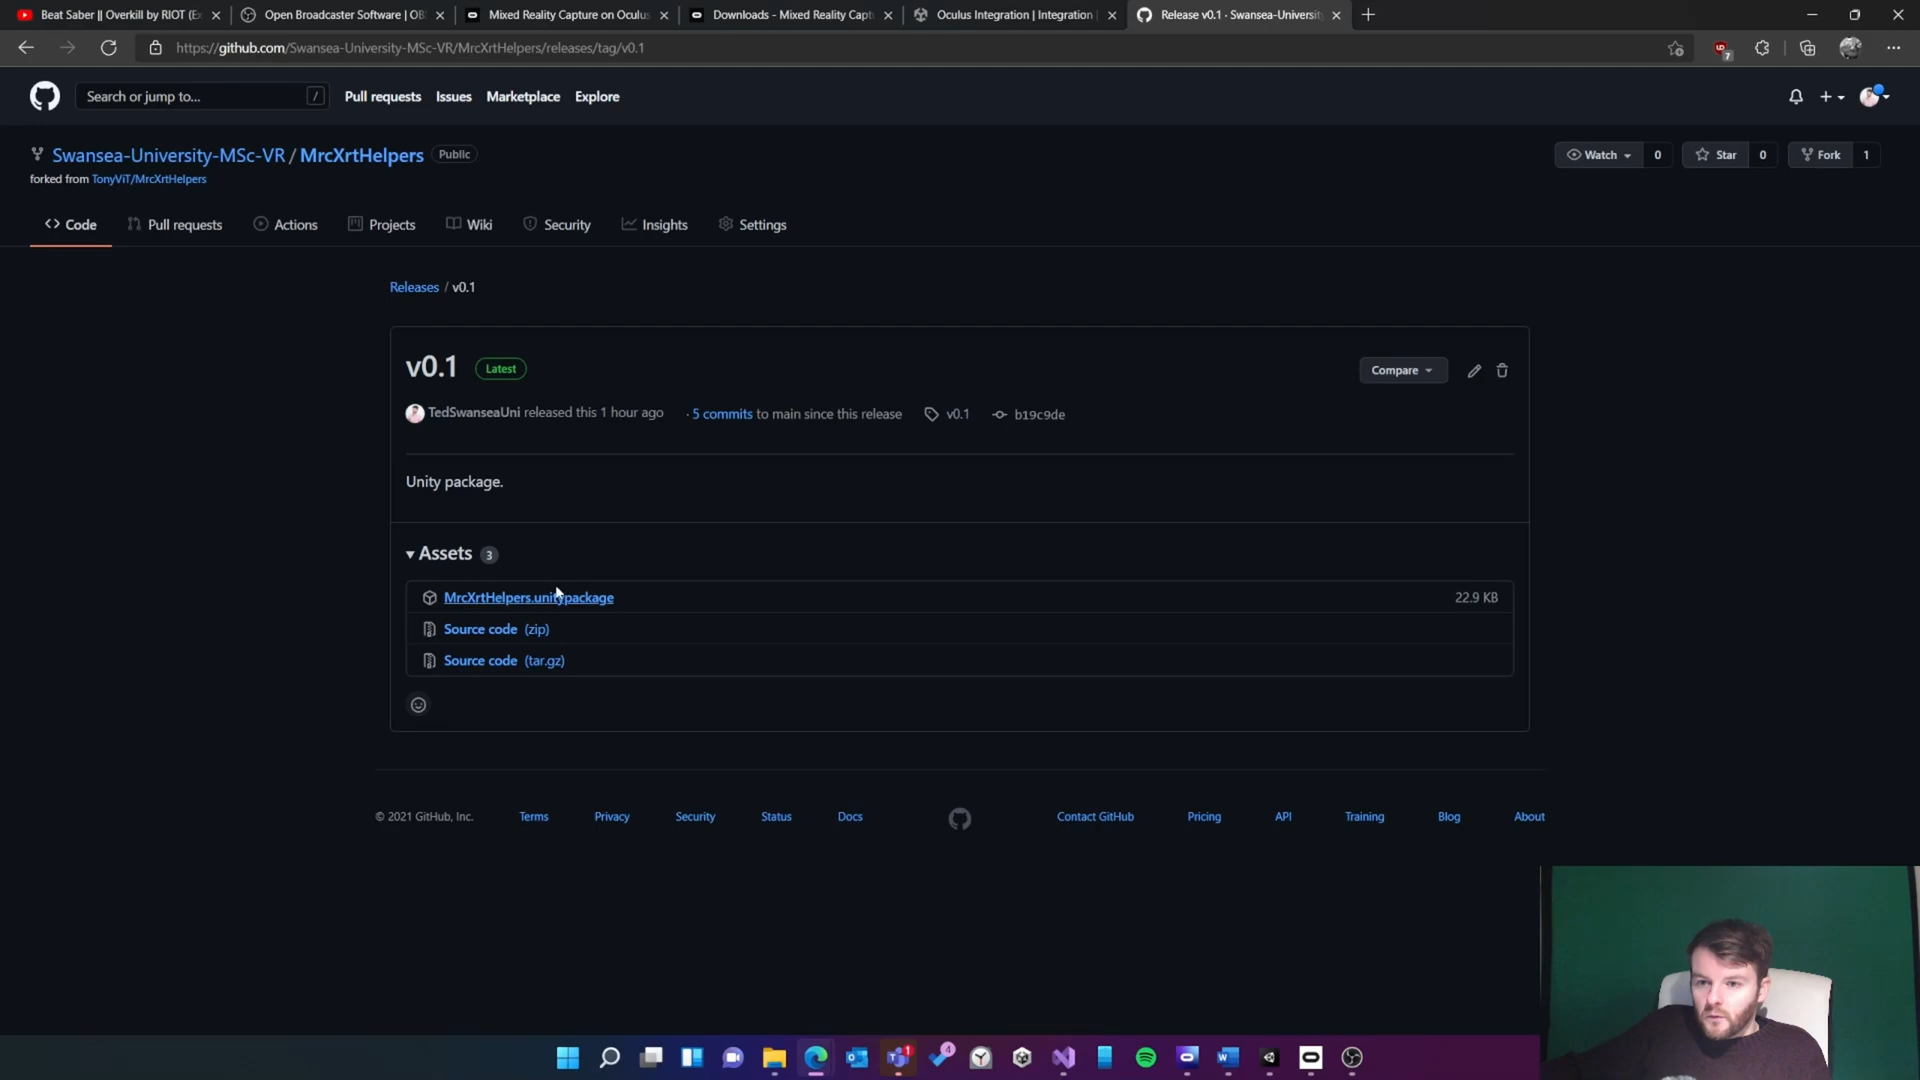 Beat Saber || Overkill by RIOT (Ex
Open Broadcaster Software | OBS
Mixed Reality Capture on Oculus
Downloads - Mixed Reality Capt
Oculus Integration | Integration
Release v0.1 · Swansea-University
https://github.com/Swansea-University-MSc-VR/MrcXrtHelpers/releases/tag/v0.1
7
Search or jump to... /
Pull requests Issues Marketplace Explore
Swansea-University-MSc-VR / MrcXrtHelpers Public
Watch 0 Star 0 Fork 1
forked from TonyViT/MrcXrtHelpers
Code Pull requests Actions Projects Wiki Security Insights Settings
Releases / v0.1
v0.1 Latest
Compare
TedSwanseaUni released this 1 hour ago · 5 commits to main since this release v0.1 b19c9de
Unity package.
Assets 3
MrcXrtHelpers.unitypackage 22.9 KB
Source code (zip)
Source code (tar.gz)
© 2021 GitHub, Inc. Terms Privacy Security Status Docs Contact GitHub Pricing API Training Blog About
1
4